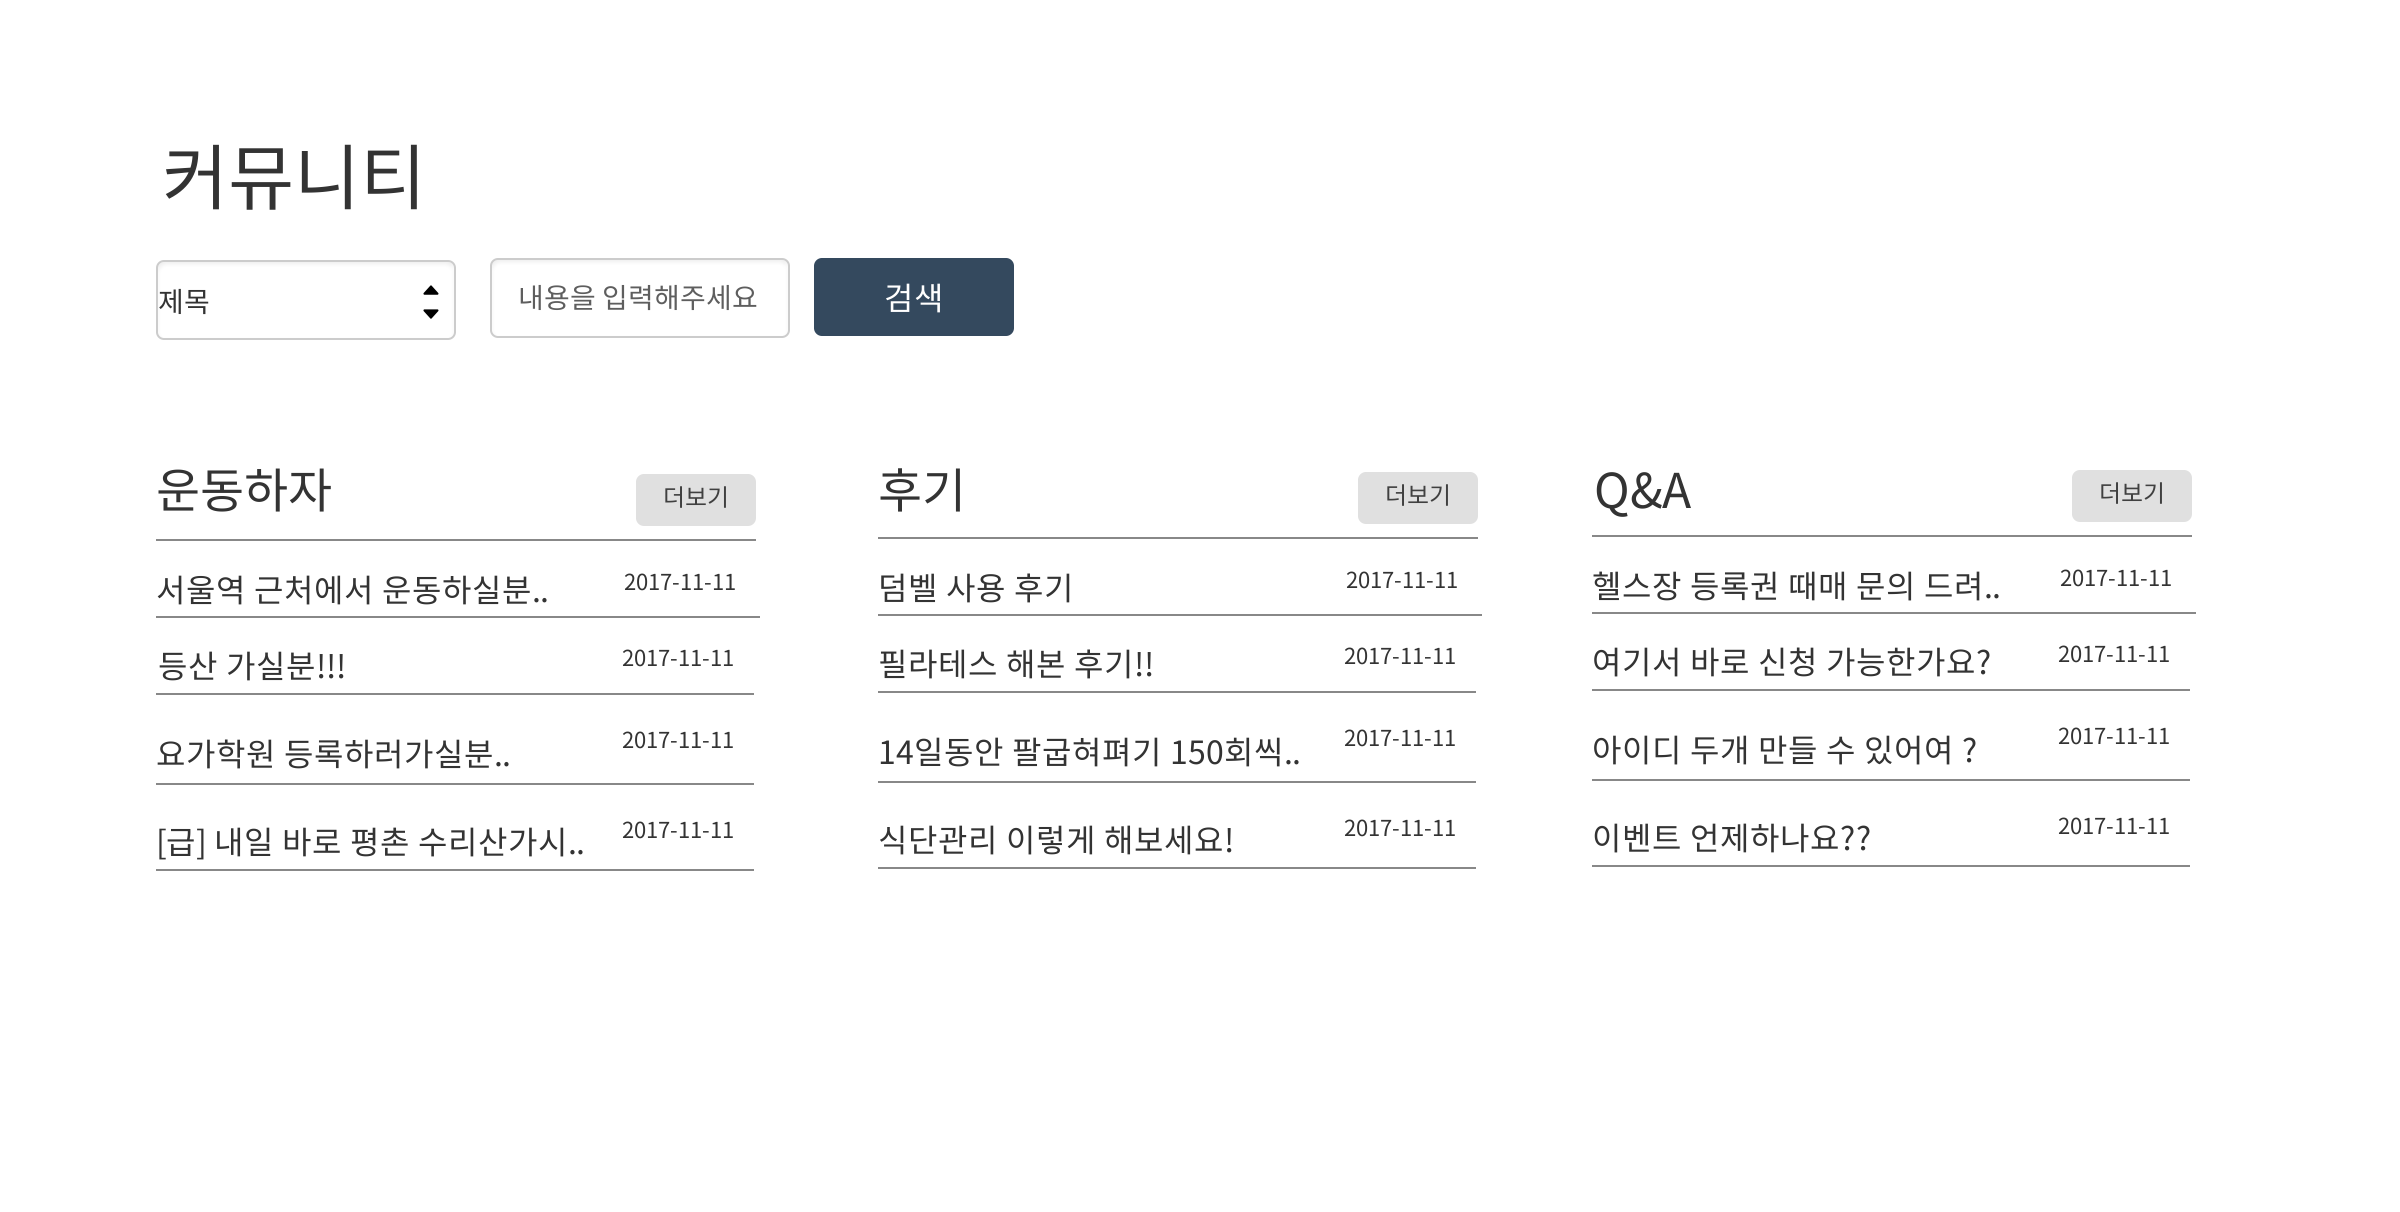 커뮤니티
제목
내용을 입력해주세요
검색
운동하자
더보기
서울역 근처에서 운동하실분..
2017-11-11
등산 가실분!!!
2017-11-11
요가학원 등록하러가실분..
2017-11-11
[급] 내일 바로 평촌 수리산가시..
2017-11-11
후기
더보기
덤벨 사용 후기
2017-11-11
필라테스 해본 후기!!
2017-11-11
14일동안 팔굽혀펴기 150회씩..
2017-11-11
식단관리 이렇게 해보세요!
2017-11-11
Q&A
더보기
헬스장 등록권 때매 문의 드려..
2017-11-11
여기서 바로 신청 가능한가요?
2017-11-11
아이디 두개 만들 수 있어여 ?
2017-11-11
이벤트 언제하나요??
2017-11-11